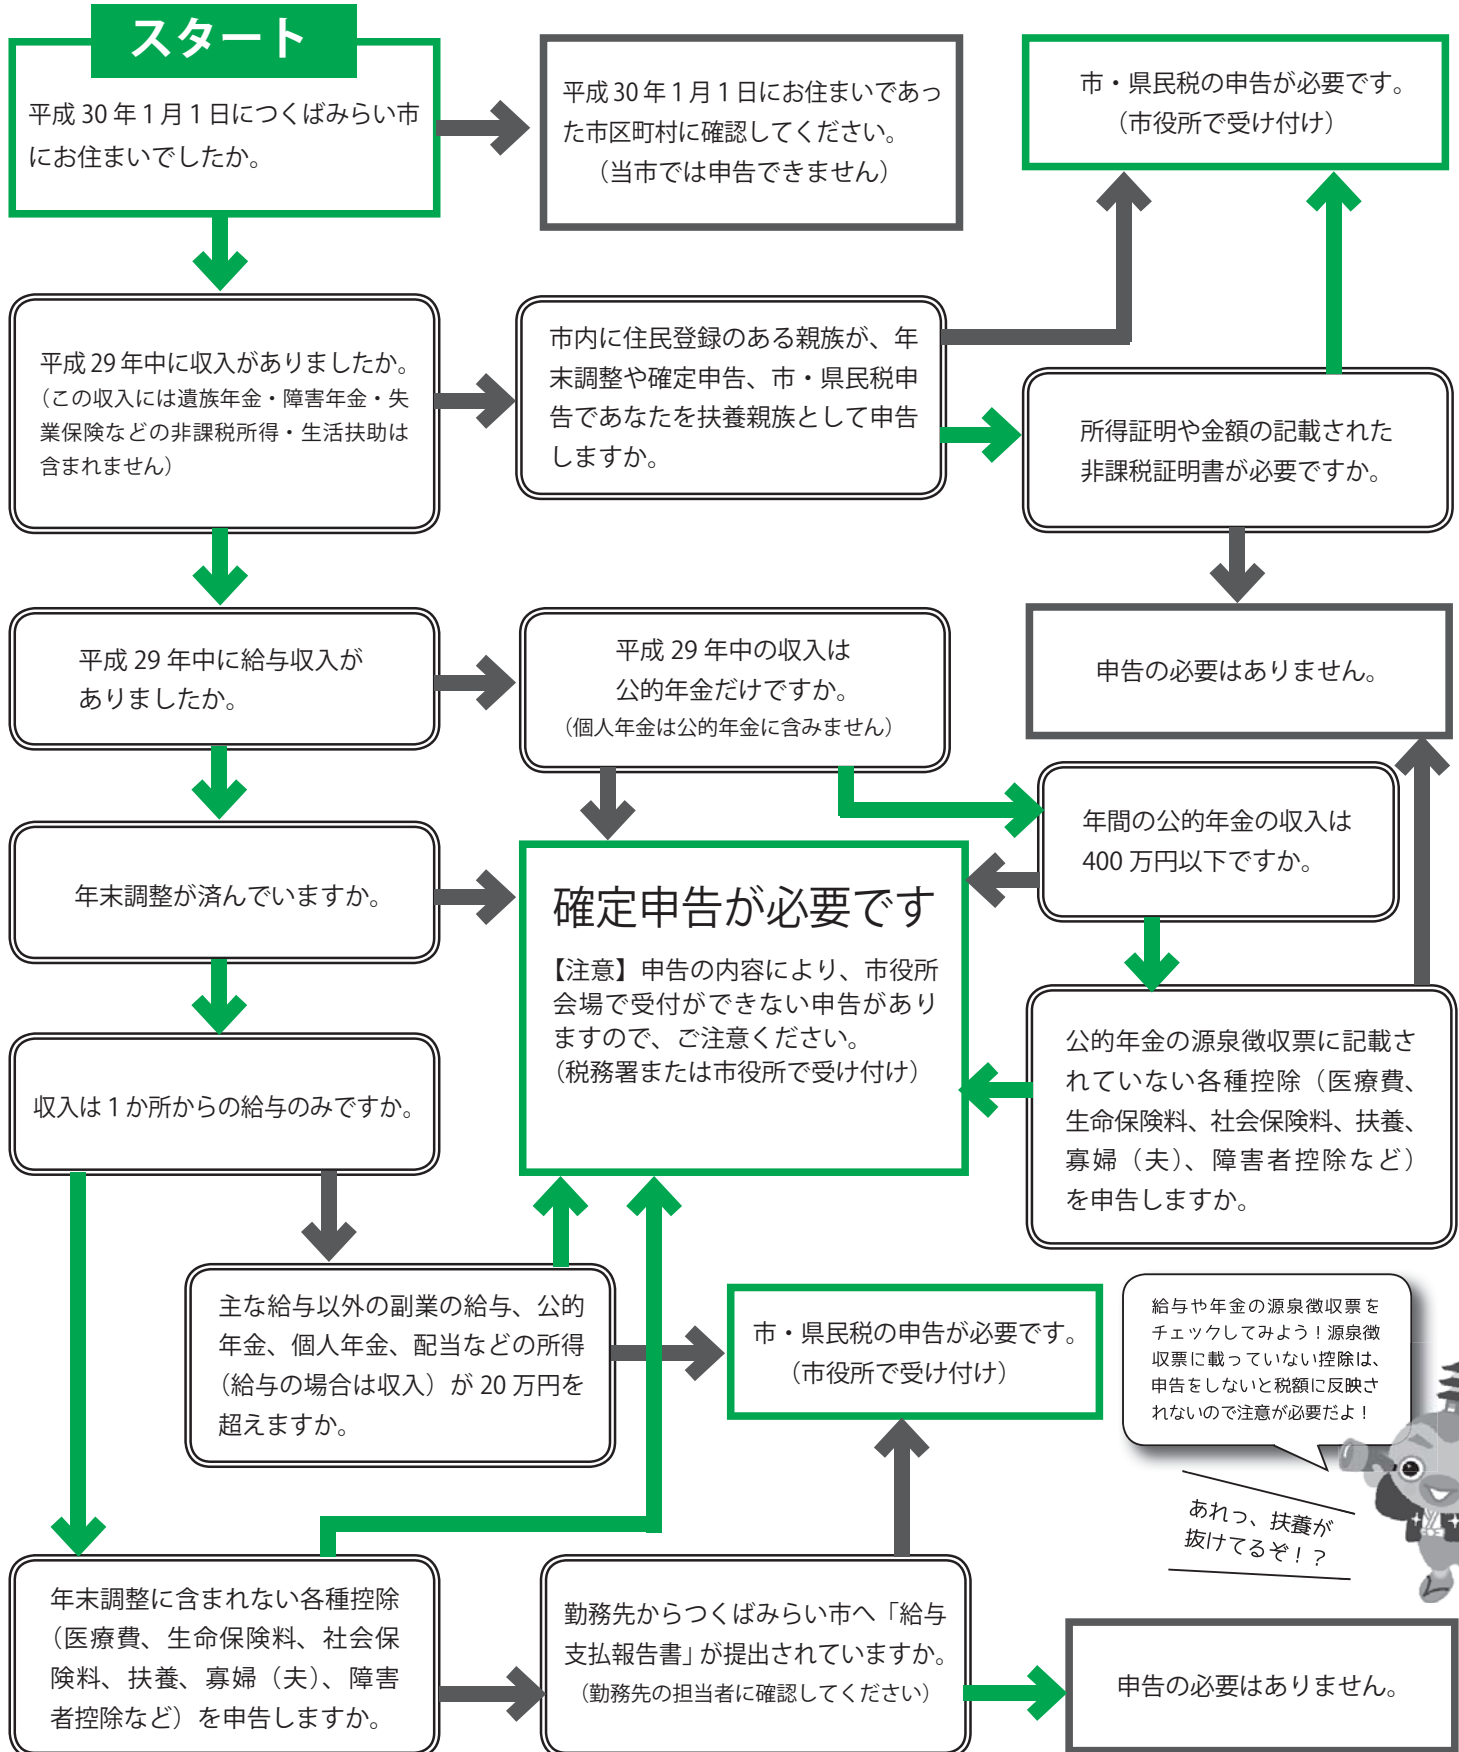 スタート
平成 30 年 1 月 1 日につくばみらい市
にお住まいでしたか。
平成 30 年 1 月 1 日にお住まいであっ
た市区町村に確認してください。
（当市では申告できません）
市・県民税の申告が必要です。
（市役所で受け付け）
平成 29 年中に収入がありましたか。
（この収入には遺族年金・障害年金・失
業保険などの非課税所得・生活扶助は
含まれません）
市内に住民登録のある親族が、年
末調整や確定申告、市・県民税申
告であなたを扶養親族として申告
しますか。
所得証明や金額の記載された
非課税証明書が必要ですか。
平成 29 年中に給与収入が
ありましたか。
平成 29 年中の収入は
公的年金だけですか。
（個人年金は公的年金に含みません）
申告の必要はありません。
年末調整が済んでいますか。
確定申告が必要です
【注意】申告の内容により、市役所
会場で受付ができない申告があり
ますので、ご注意ください。
（税務署または市役所で受け付け）
年間の公的年金の収入は
400 万円以下ですか。
収入は 1 か所からの給与のみですか。
公的年金の源泉徴収票に記載さ
れていない各種控除（医療費、
生命保険料、社会保険料、扶養、
寡婦（夫）、障害者控除など）
を申告しますか。
主な給与以外の副業の給与、公的
年金、個人年金、配当などの所得
（給与の場合は収入）が 20 万円を
超えますか。
市・県民税の申告が必要です。
（市役所で受け付け）
給与や年金の源泉徴収票を
チェックしてみよう！源泉徴
収票に載っていない控除は、
申告をしないと税額に反映さ
れないので注意が必要だよ！
あれっ、扶養が
抜けてるぞ！？
年末調整に含まれない各種控除
（医療費、生命保険料、社会保
険料、扶養、寡婦（夫）、障害
者控除など）を申告しますか。
勤務先からつくばみらい市へ「給与
支払報告書」が提出されていますか。
（勤務先の担当者に確認してください）
申告の必要はありません。